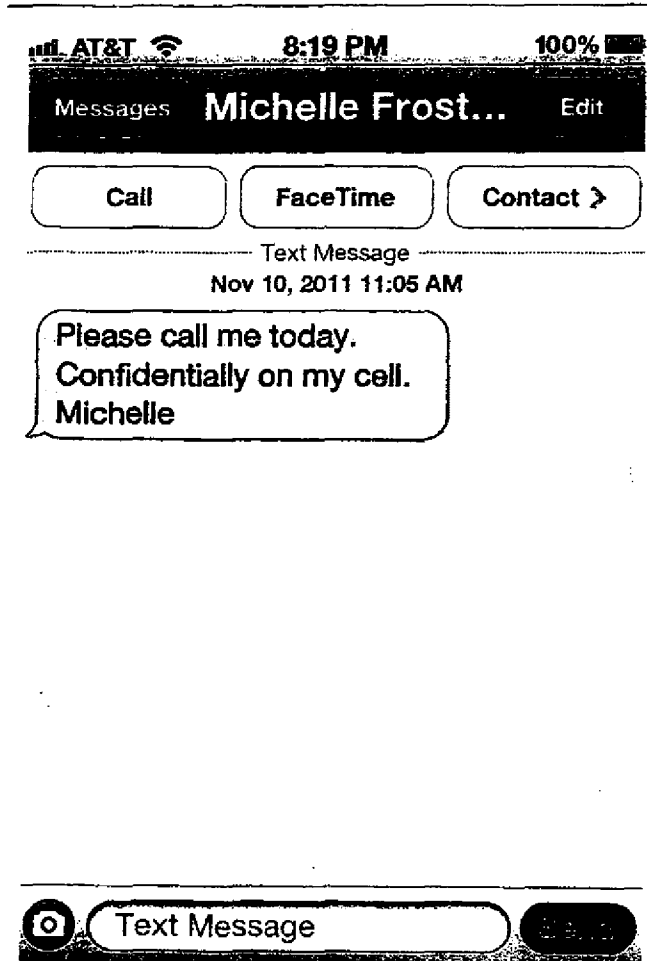 AT&T 8:19 PM 100%
Messages Michelle Frost... Edit
Call FaceTime Contact >
Text Message
Nov 10, 2011 11:05 AM
Please call me today.
Confidentially on my cell.
Michelle
Text Message